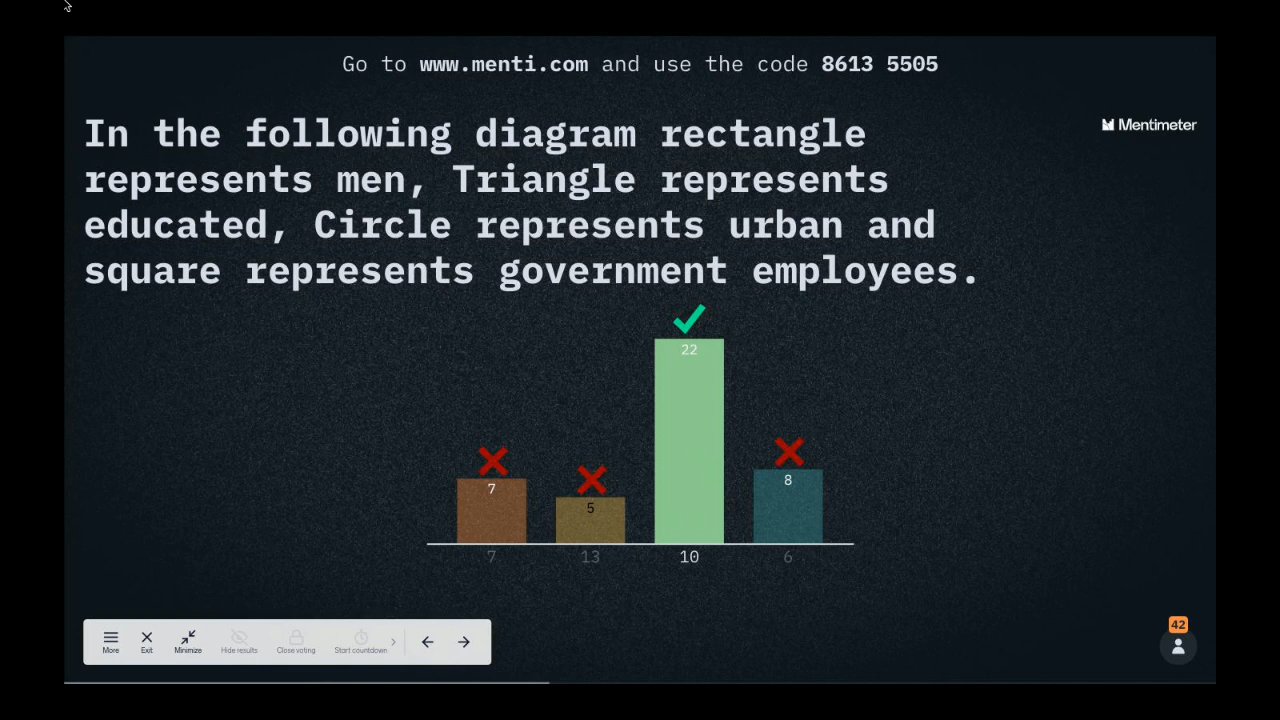 Go to www.menti.com and use the code 8613 5505
In the following diagram rectangle
represents men, Triangle represents
educated, Circle represents urban and
square represents government employees.
Mentimeter
22
7
5
8
7
13
10
6
More
Exit
Minimize
Hide results
Close voting
Start countdown
42